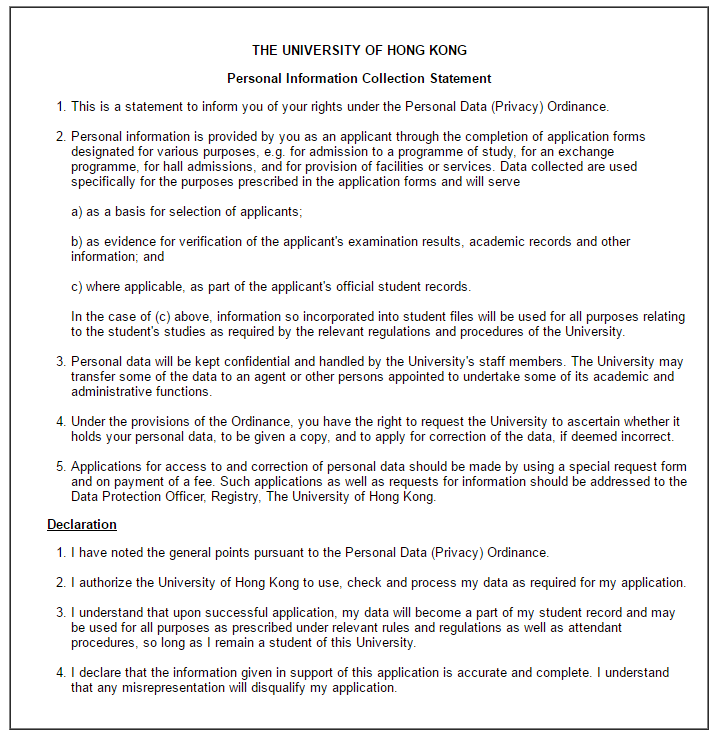 THE UNIVERSITY OF HONG KONG
Personal Information Collection Statement
1. This is a statement to inform you of your rights under the Personal Data (Privacy) Ordinance.
2. Personal information is provided by you as an applicant through the completion of application forms
designated for various purposes, e.g. for admission to a programme of study, for an exchange
programme, for hall admissions, and for provision of facilities or services. Data collected are used
specifically for the purposes prescribed in the application forms and will serve
a) as a basis for selection of applicants;
b) as evidence for verification of the applicant's examination results, academic records and other
information; and
c) where applicable, as part of the applicant's official student records.
In the case of (c) above, information so incorporated into student files will be used for all purposes relating
to the student's studies as required by the relevant regulations and procedures of the University.
3. Personal data will be kept confidential and handled by the University's staff members. The University may
transfer some of the data to an agent or other persons appointed to undertake some of its academic and
administrative functions.
4. Under the provisions of the Ordinance, you have the right to request the University to ascertain whether it
holds your personal data, to be given a copy, and to apply for correction of the data, if deemed incorrect.
5. Applications for access to and correction of personal data should be made by using a special request form
and on payment of a fee. Such applications as well as requests for information should be addressed to the
Data Protection Officer, Registry, The University of Hong Kong.
Declaration
1. I have noted the general points pursuant to the Personal Data (Privacy) Ordinance.
2. I authorize the University of Hong Kong to use, check and process my data as required for my application.
3. I understand that upon successful application, my data will become a part of my student record and may
be used for all purposes as prescribed under relevant rules and regulations as well as attendant
procedures, so long as I remain a student of this University.
4. I declare that the information given in support of this application is accurate and complete. I understand
that any misrepresentation will disqualify my application.